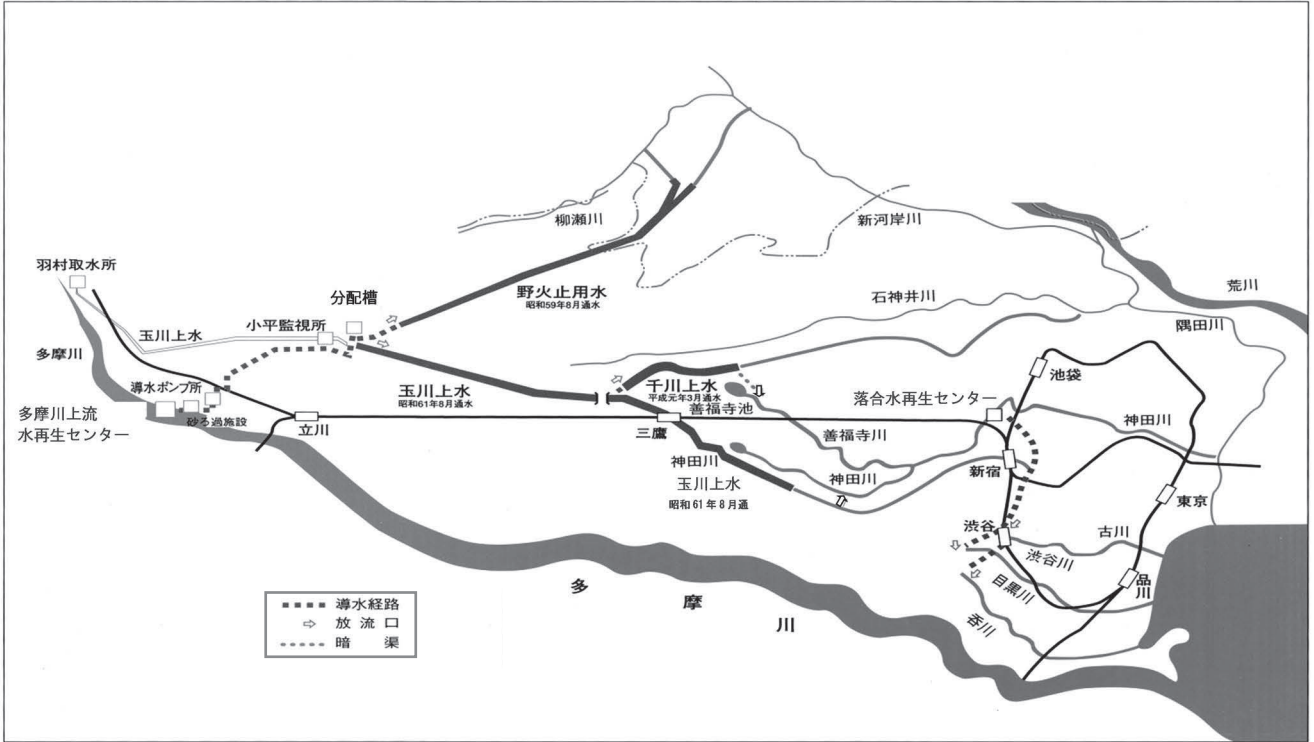 柳瀬川
新河岸川
羽村取水所
荒川
野火止用水
昭和59年8月通水
分配槽
石神井川
小平監視所
玉川上水
隅田川
多摩川
導水ポンプ所
玉川上水
昭和61年8月通水
千川上水
平成元年3月通水
池袋
落合水再生センター
善福寺池
多摩川上流
水再生センター
砂ろ過施設
立川
三鷹
善福寺川
神田川
神田川
新宿
神田川
玉川上水
昭和61年8月通
東京
渋谷
古川
渋谷川
目黒川
品川
呑川
多摩川
導水経路
放流口
暗渠